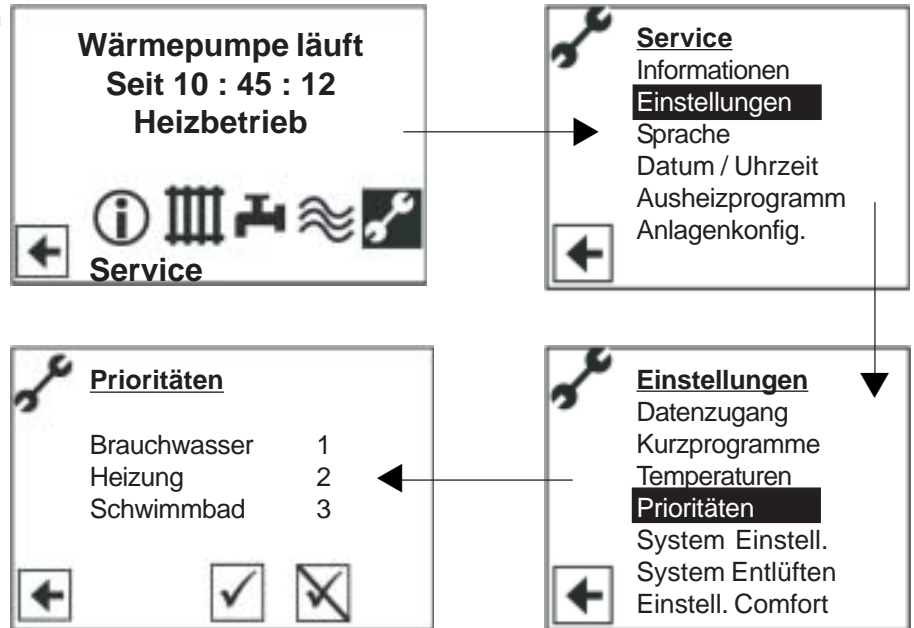 Wärmepumpe läuft
Seit 10 : 45 : 12
Heizbetrieb
Service
Service
Informationen
Einstellungen
Sprache
Datum / Uhrzeit
Ausheizprogramm
Anlagenkonfig.
Einstellungen
Datenzugang
Kurzprogramme
Temperaturen
Prioritäten
System Einstell.
System Entlüften
Einstell. Comfort
Prioritäten
Brauchwasser 1
Heizung 2
Schwimmbad 3